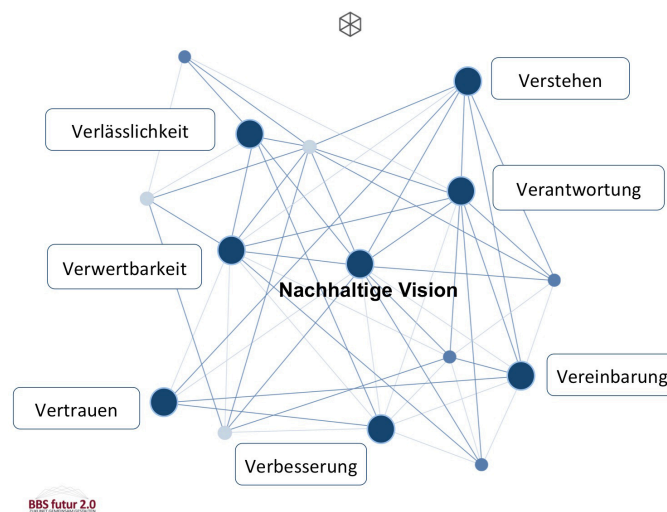 Verstehen
Verlässlichkeit
Verantwortung
Verwertbarkeit
Nachhaltige Vision
Vereinbarung
Vertrauen
Verbesserung
BBS futur 2.0